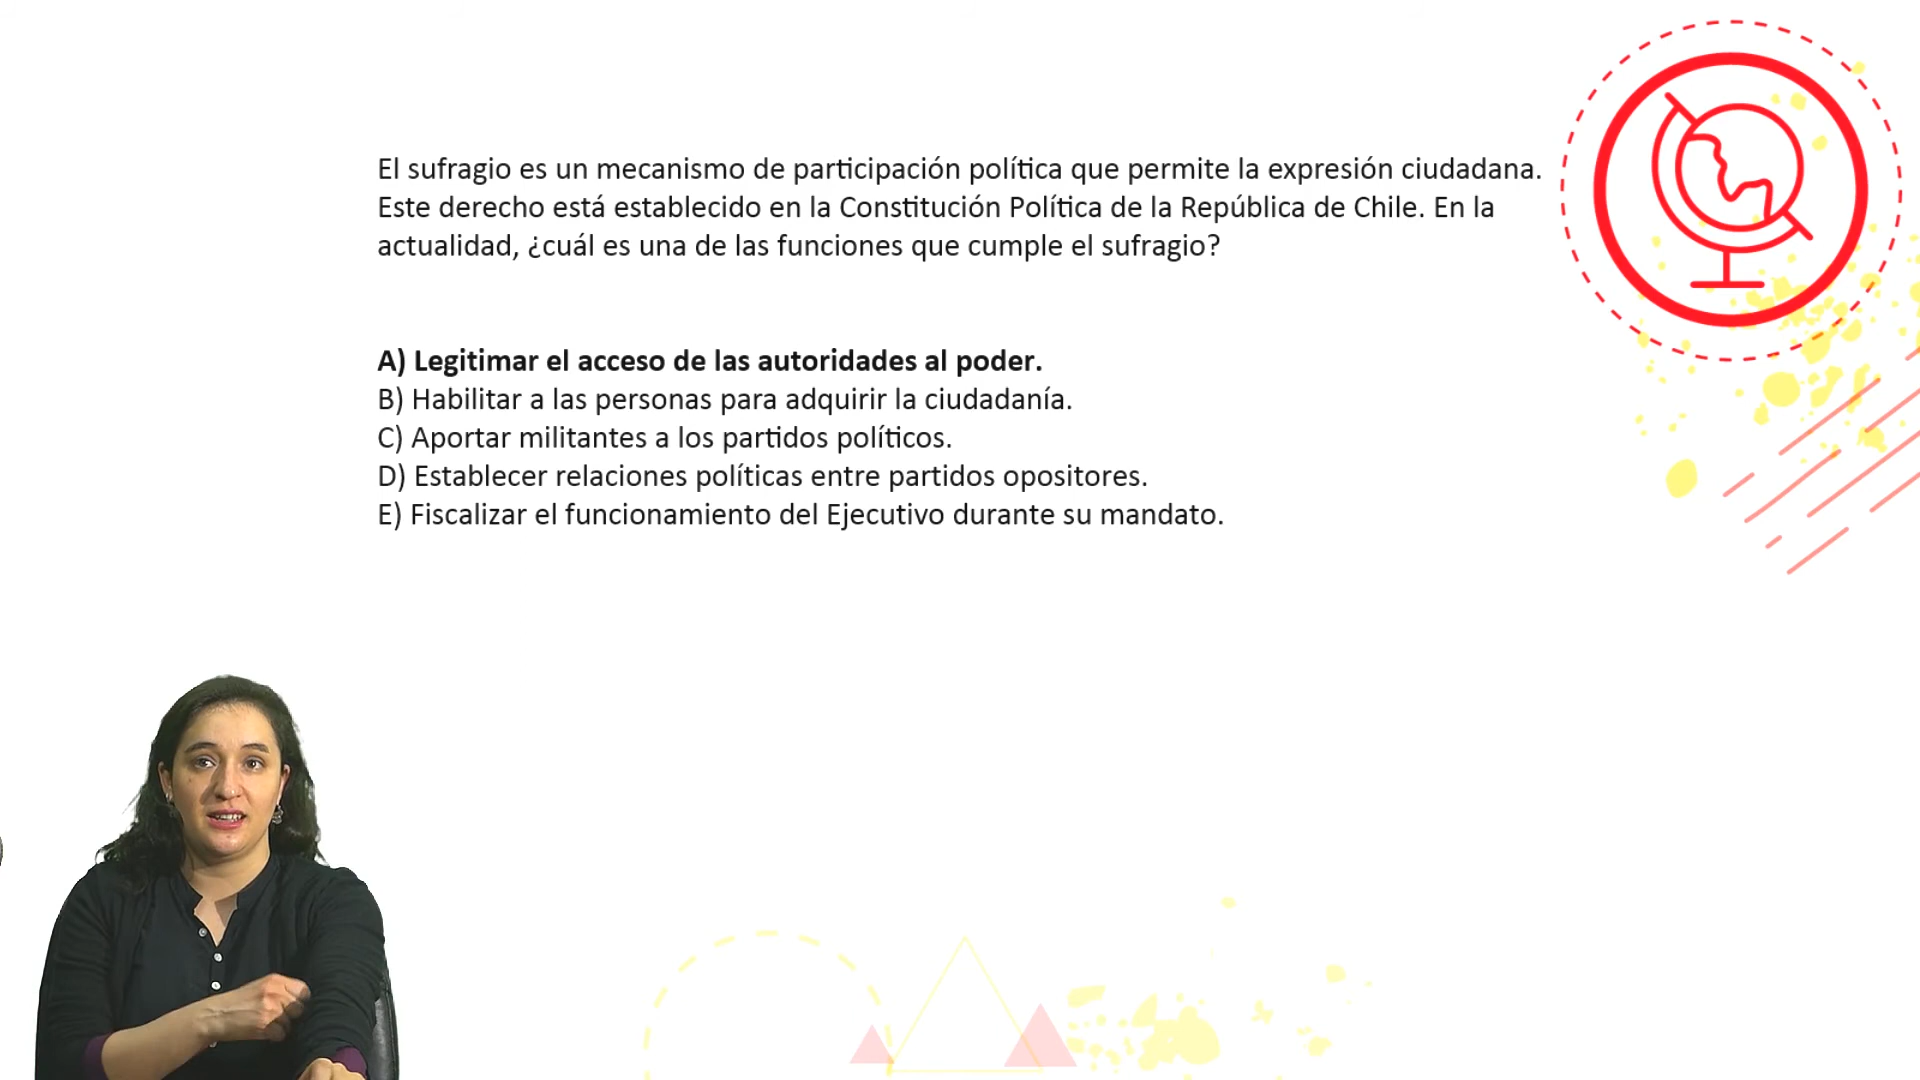 El sufragio es un mecanismo de participación política que permite la expresión ciudadana.
Este derecho está establecido en la Constitución Política de la República de Chile. En la
actualidad, ¿cuál es una de las funciones que cumple el sufragio?
A) Legitimar el acceso de las autoridades al poder.
B) Habilitar a las personas para adquirir la ciudadanía.
C) Aportar militantes a los partidos políticos.
D) Establecer relaciones políticas entre partidos opositores.
E) Fiscalizar el funcionamiento del Ejecutivo durante su mandato.